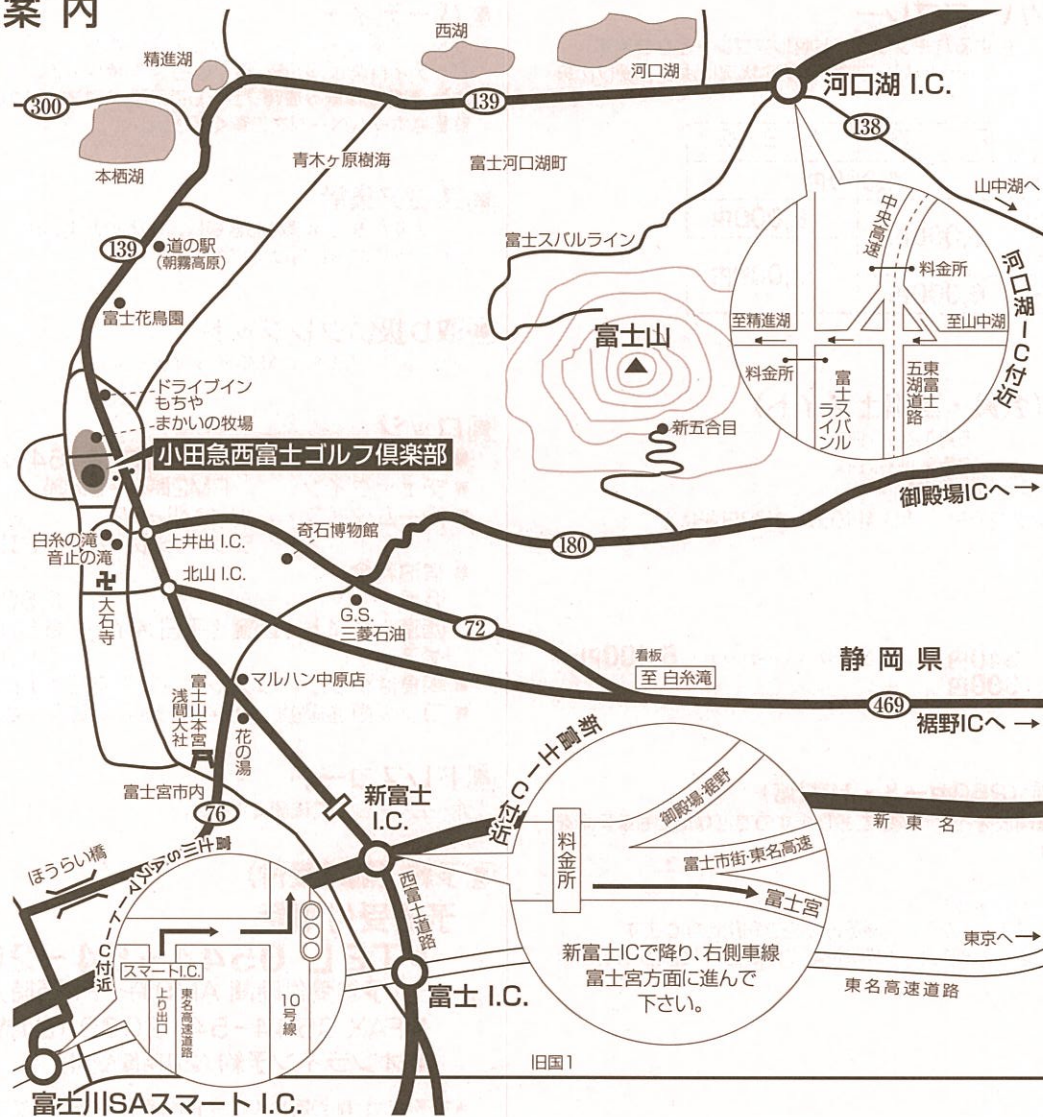 案内
精進湖
西湖
河口湖
300
139
河口湖 I.C.
138
本栖湖
青木ヶ原樹海
富士河口湖町
山中湖へ
139
道の駅
(朝霧高原)
富士スバルライン
中央高速
料金所
河口湖IC付近
富士花鳥園
富士山
至精進湖
至山中湖
料金所
富士スバル
ライン
東富士
五湖道路
ドライブイン
もちや
まかいの牧場
新五合目
小田急西富士ゴルフ倶楽部
御殿場ICへ
白糸の滝
音止の滝
上井出 I.C.
奇石博物館
180
北山 I.C.
大石寺
G.S.
三菱石油
72
静岡県
看板
至 白糸滝
マルハン中原店
469
裾野ICへ
富士山本宮
浅間大社
花の湯
新富士IC付近
富士宮市内
新富士
I.C.
御殿場・裾野
新東名
76
料金所
富士市街・東名高速
ほうらい橋
富士川SAスマートIC付近
西富士道路
富士宮
スマートI.C.
新富士ICで降り、右側車線
富士宮方面に進んで
下さい。
東京へ
上り出口
東名高速道路
10号線
富士 I.C.
東名高速道路
旧国1
富士川SAスマート I.C.